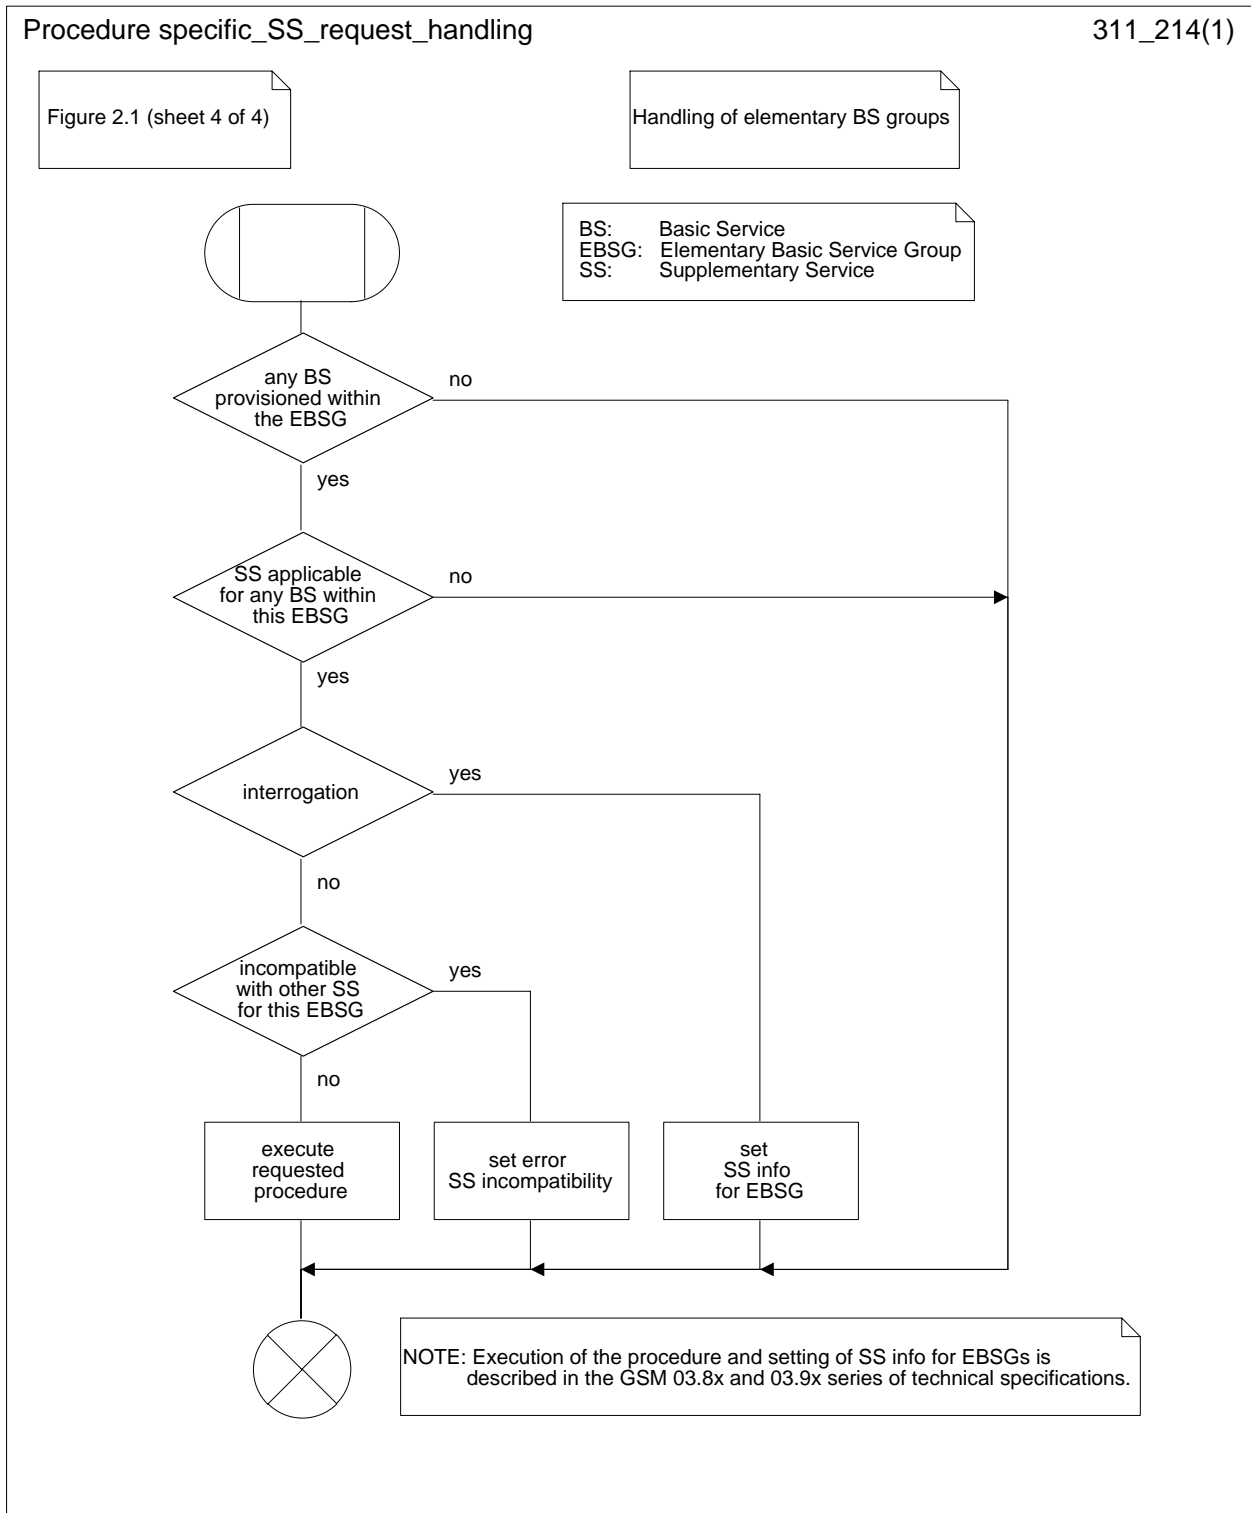 Procedure specific_SS_request_handling
311_214(1)
Figure 2.1 (sheet 4 of 4)
Handling of elementary BS groups
BS: Basic Service
EBSG: Elementary Basic Service Group
SS: Supplementary Service
any BS
provisioned within
the EBSG
no
yes
SS applicable
for any BS within
this EBSG
no
yes
interrogation
yes
no
incompatible
with other SS
for this EBSG
yes
no
execute
requested
procedure
set error
SS incompatibility
set
SS info
for EBSG
NOTE: Execution of the procedure and setting of SS info for EBSGs is
described in the GSM 03.8x and 03.9x series of technical specifications.